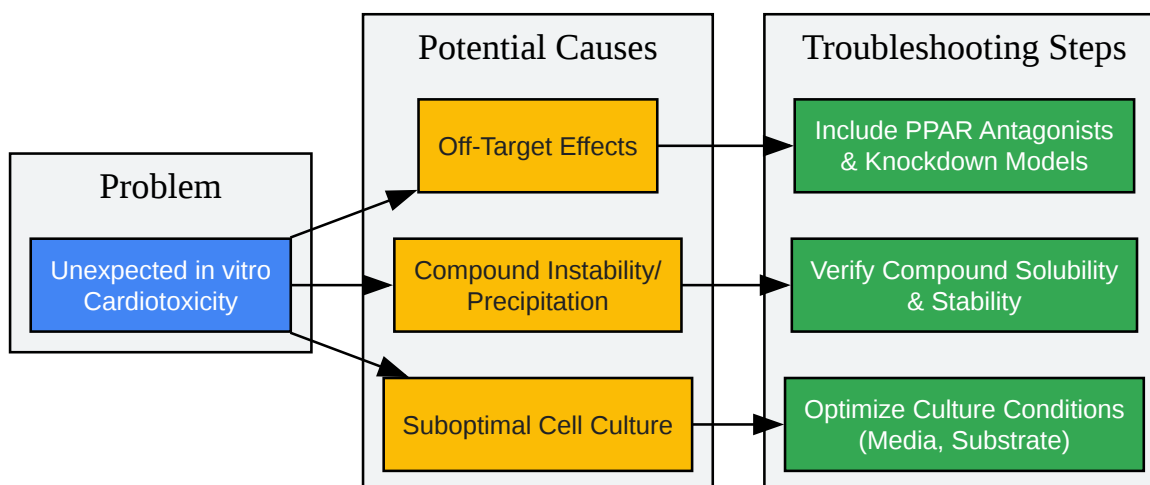 Problem
Unexpected in vitro
Cardiotoxicity
Potential Causes
Off-Target Effects
Compound Instability/
Precipitation
Suboptimal Cell Culture
Troubleshooting Steps
Include PPAR Antagonists
& Knockdown Models
Verify Compound Solubility
& Stability
Optimize Culture Conditions
(Media, Substrate)